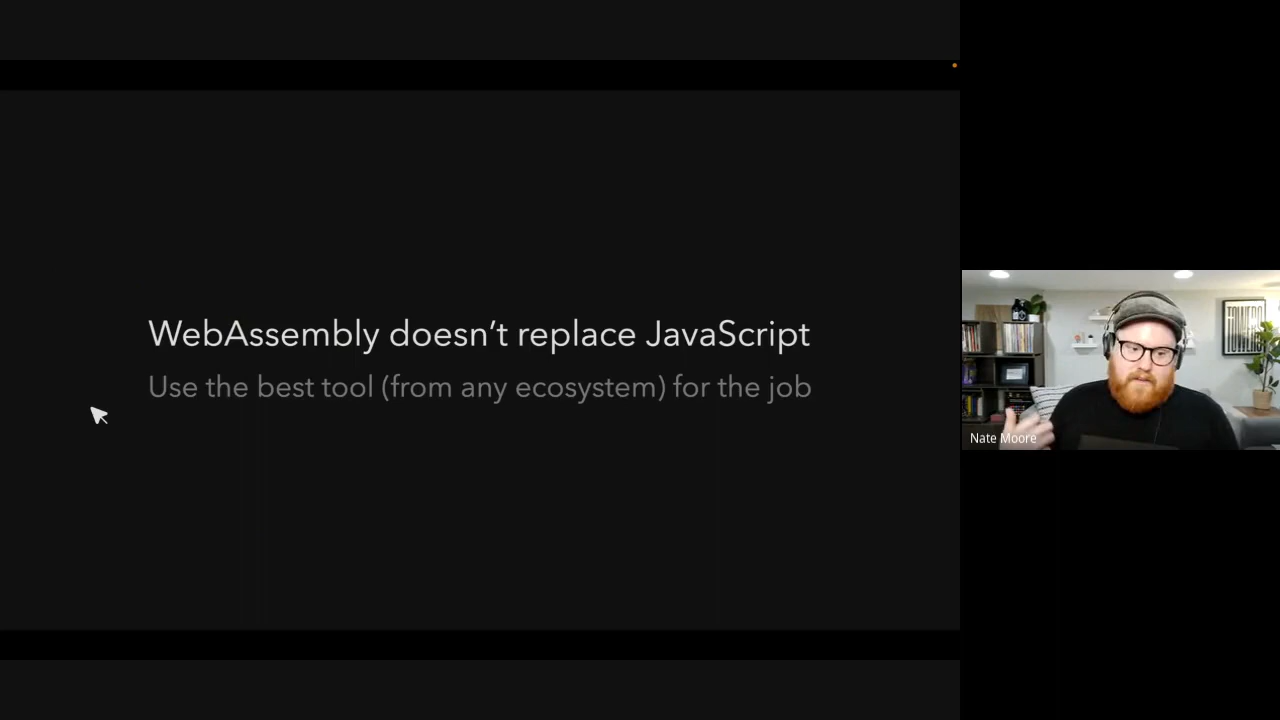 WebAssembly doesn’t replace JavaScript
Use the best tool (from any ecosystem) for the job
Nate Moore